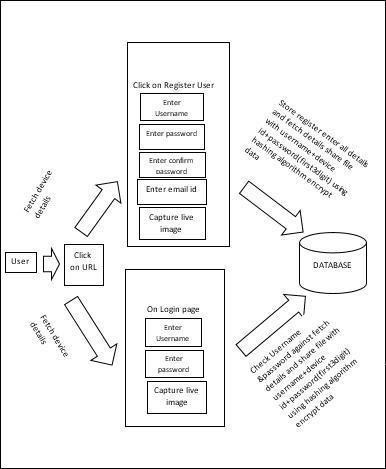 Click on Register User
Enter
Username
Enter password
Enter confirm
password
Enter email id
Capture live
image
Fetch device
details
User
Click
on URL
Fetch device
details
On Login page
Enter
Username
Enter
password
Capture live
image
Store register enter all details
and fetch details share file
with username+device
id+password(first3digit) using
hashing algorithm encrypt
data
DATABASE
Check Username
&password against fetch
details and share file with
username+device
id+password(first3digit)
using hashing algorithm
encrypt data